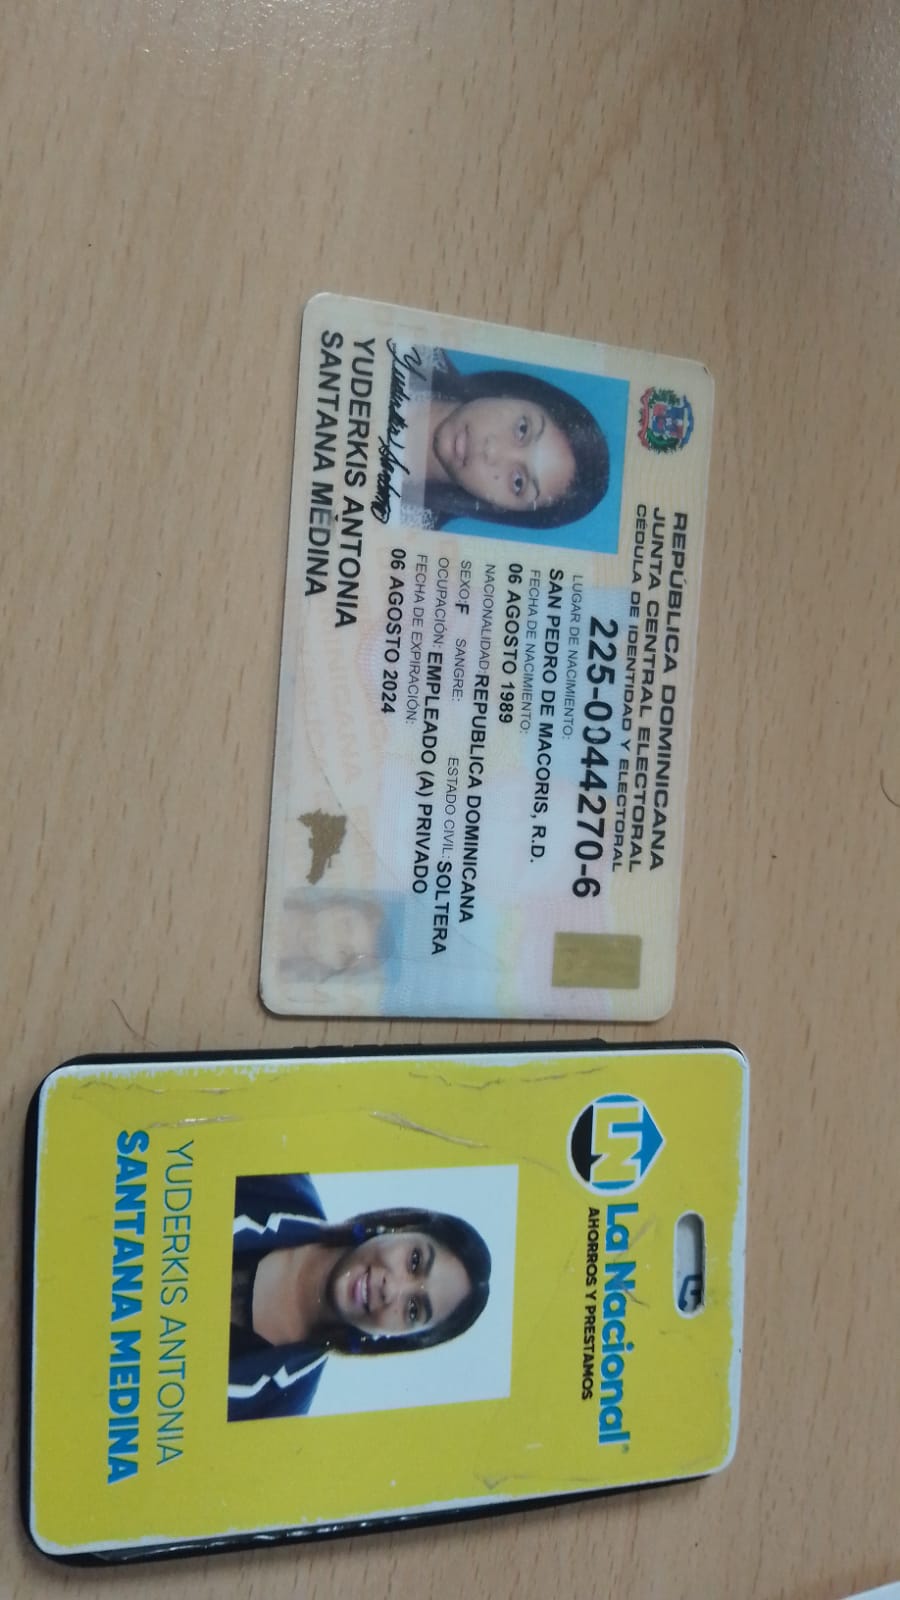 REPÚBLICA DOMINICANA
JUNTA CENTRAL ELECTORAL
CÉDULA DE IDENTIDAD Y ELECTORAL
225-0044270-6
LUGAR DE NACIMIENTO:
SAN PEDRO DE MACORIS, R.D.
FECHA DE NACIMIENTO:
06 AGOSTO 1989
NACIONALIDAD: REPUBLICA DOMINICANA
SEXO: F SANGRE: ESTADO CIVIL: SOLTERA
OCUPACIÓN: EMPLEADO (A) PRIVADO
FECHA DE EXPIRACIÓN:
06 AGOSTO 2024
Yuderkis Santana
YUDERKIS ANTONIA
SANTANA MEDINA
LN La Nacional
AHORROS Y PRESTAMOS
YUDERKIS ANTONIA
SANTANA MEDINA